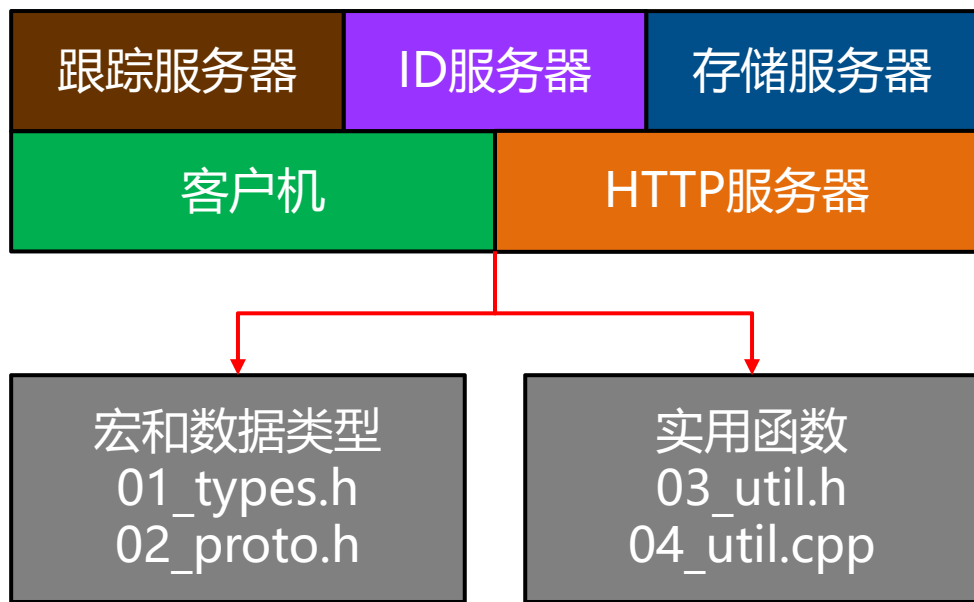 跟踪服务器
ID服务器
存储服务器
客户机
HTTP服务器
宏和数据类型
01_types.h
02_proto.h
实用函数
03_util.h
04_util.cpp